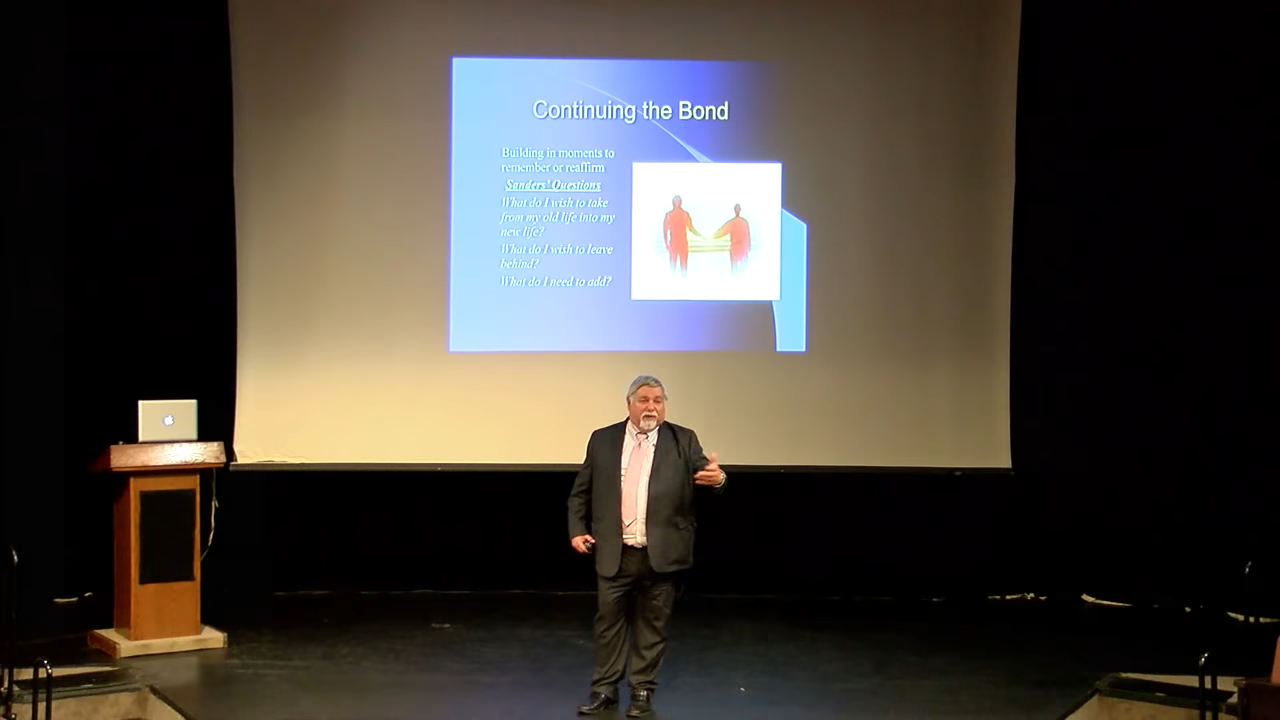 Continuing the Bond
Building in moments to
remember or reaffirm
Sanders' Questions
What do I wish to take
from my old life into my
new life?
What do I wish to leave
behind?
What do I need to add?